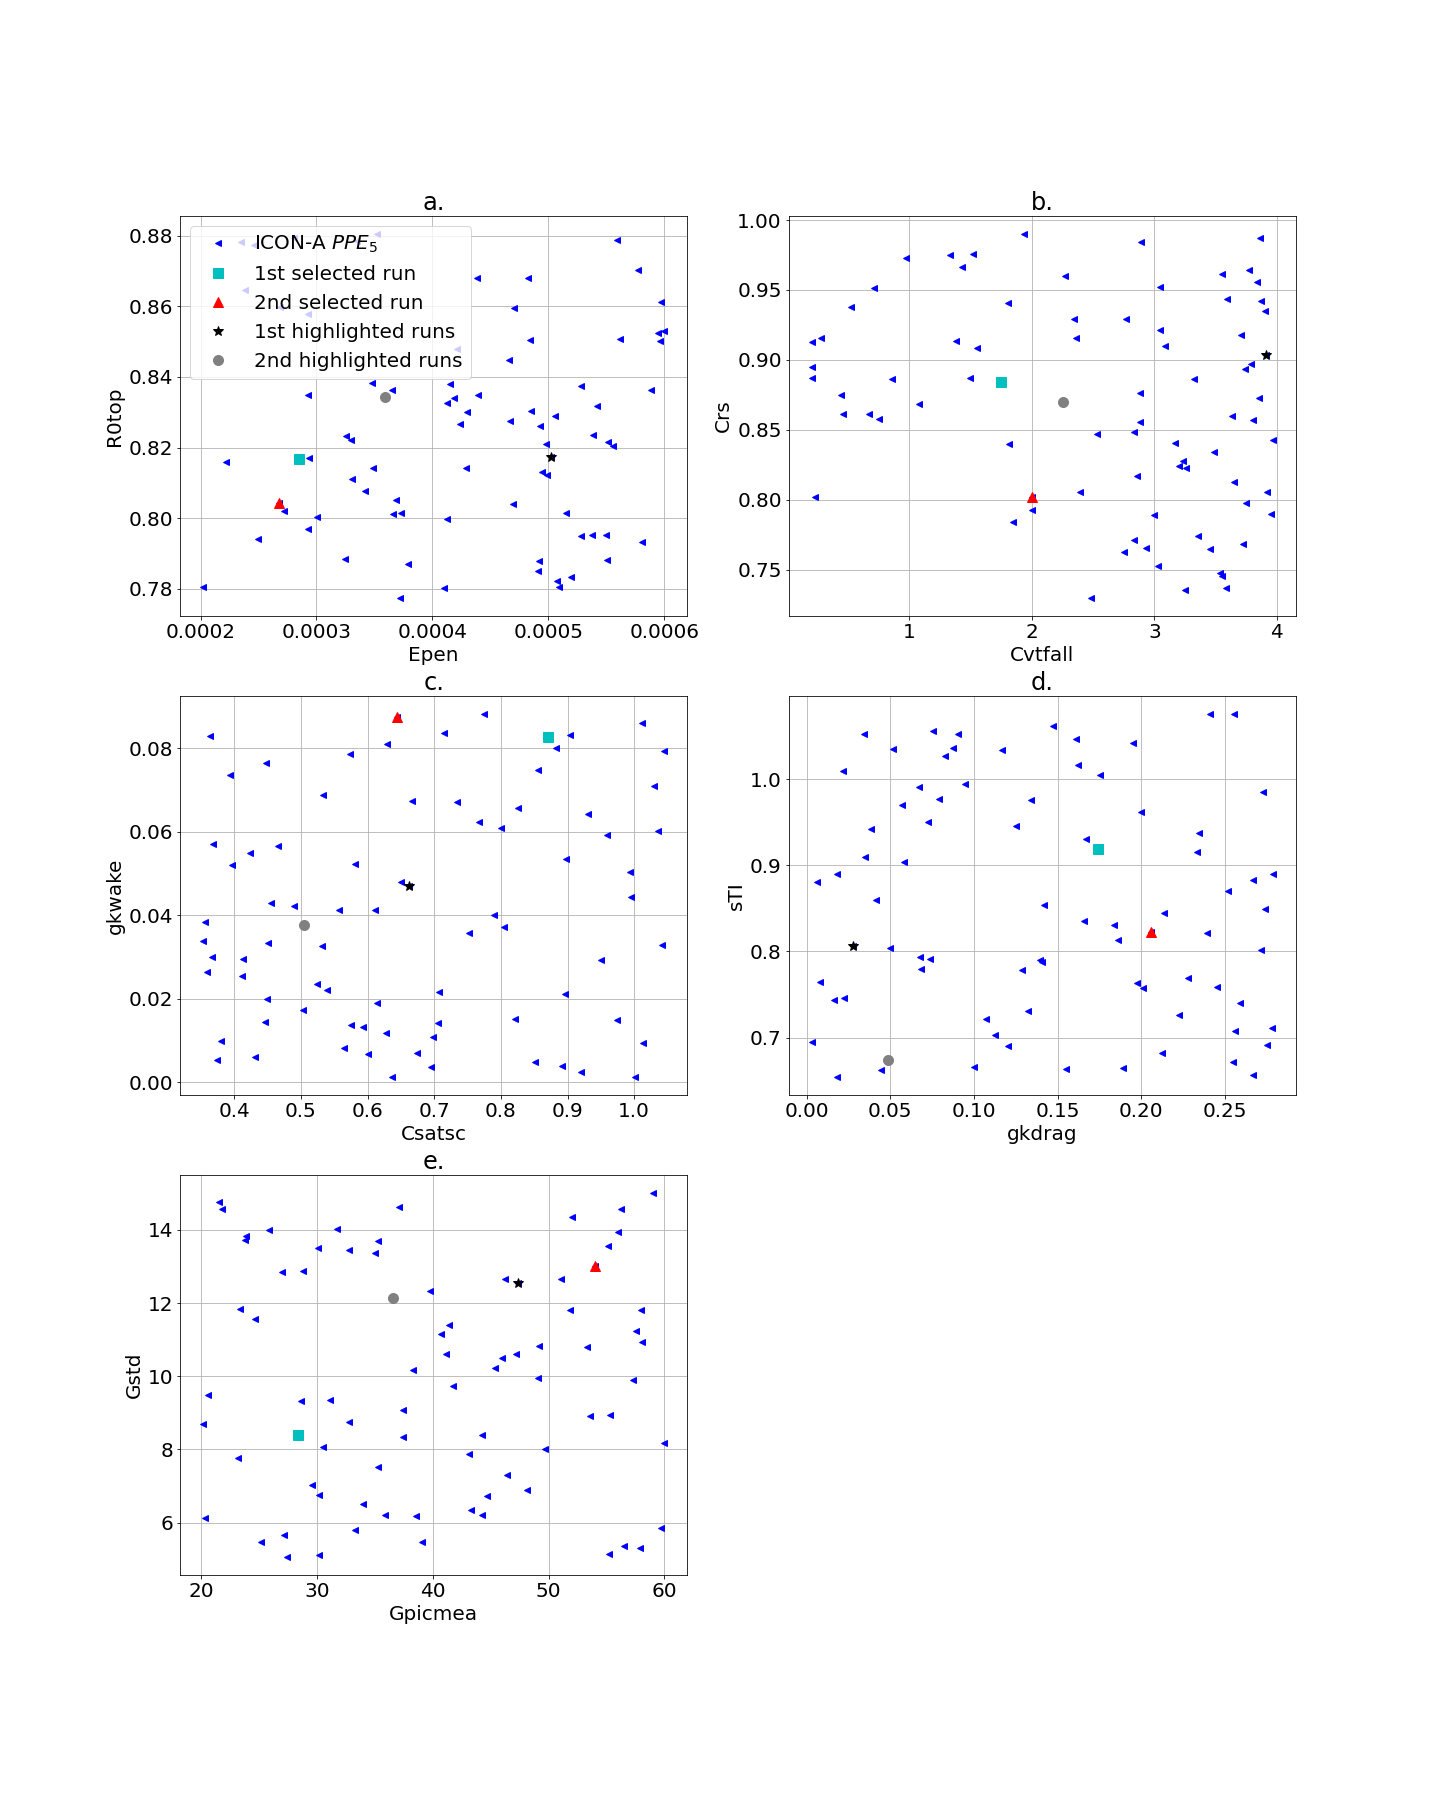 a.
0.88
0.86
0.84
0.82
0.80
0.78
R0top
ICON-A PPE5
1st selected run
2nd selected run
1st highlighted runs
2nd highlighted runs
0.0002 0.0003 0.0004 0.0005 0.0006
Epen
b.
1.00
0.95
0.90
0.85
0.80
0.75
Crs
1 2 3 4
Cvtfall
c.
0.08
0.06
0.04
0.02
0.00
gkwake
0.4 0.5 0.6 0.7 0.8 0.9 1.0
Csatsc
d.
1.0
0.9
0.8
0.7
sTI
0.00 0.05 0.10 0.15 0.20 0.25
gkdrag
e.
14
12
10
8
6
Gstd
20 30 40 50 60
Gpicmea